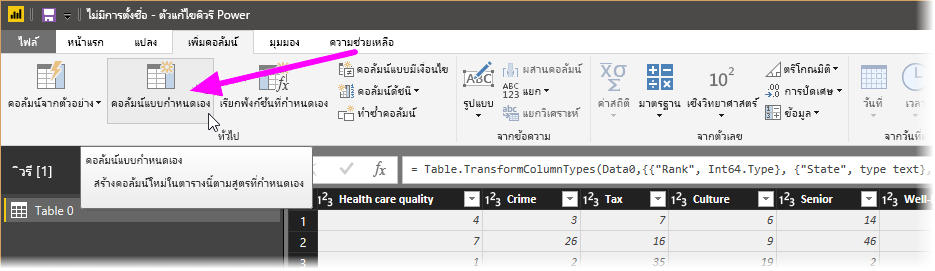 ไม่มีการตั้งชื่อ - ตัวแก้ไขคิวรี Power
ไฟล์ หน้าแรก แปลง เพิ่มคอลัมน์ มุมมอง ความช่วยเหลือ
คอลัมน์จากตัวอย่าง
คอลัมน์แบบกำหนดเอง
เรียกฟังก์ชันที่กำหนดเอง
คอลัมน์แบบมีเงื่อนไข
คอลัมน์ดัชนี
ทำซ้ำคอลัมน์
ทั่วไป
ABC
รูปแบบ
ผสานคอลัมน์
ABC 123 แยก
abc แยกวิเคราะห์
จากข้อความ
XΣσ
ค่าสถิติ
มาตรฐาน
10²
เชิงวิทยาศาสตร์
ตรีโกณมิติ
.00 การปัดเศษ
ข้อมูล
จากตัวเลข
วันที่
เวลา
จากวันที่
คอลัมน์แบบกำหนดเอง
สร้างคอลัมน์ใหม่ในตารางนี้ตามสูตรที่กำหนดเอง
วิรี [1]
fx = Table.TransformColumnTypes(Data0,{{"Rank", Int64.Type}, {"State", type text},
Table 0
1²3 Health care quality 1²3 Crime 1²3 Tax 1²3 Culture 1²3 Senior 1²3 Well-
1 4 3 7 6 14
2 7 26 16 9 46
3 1 2 35 19 2